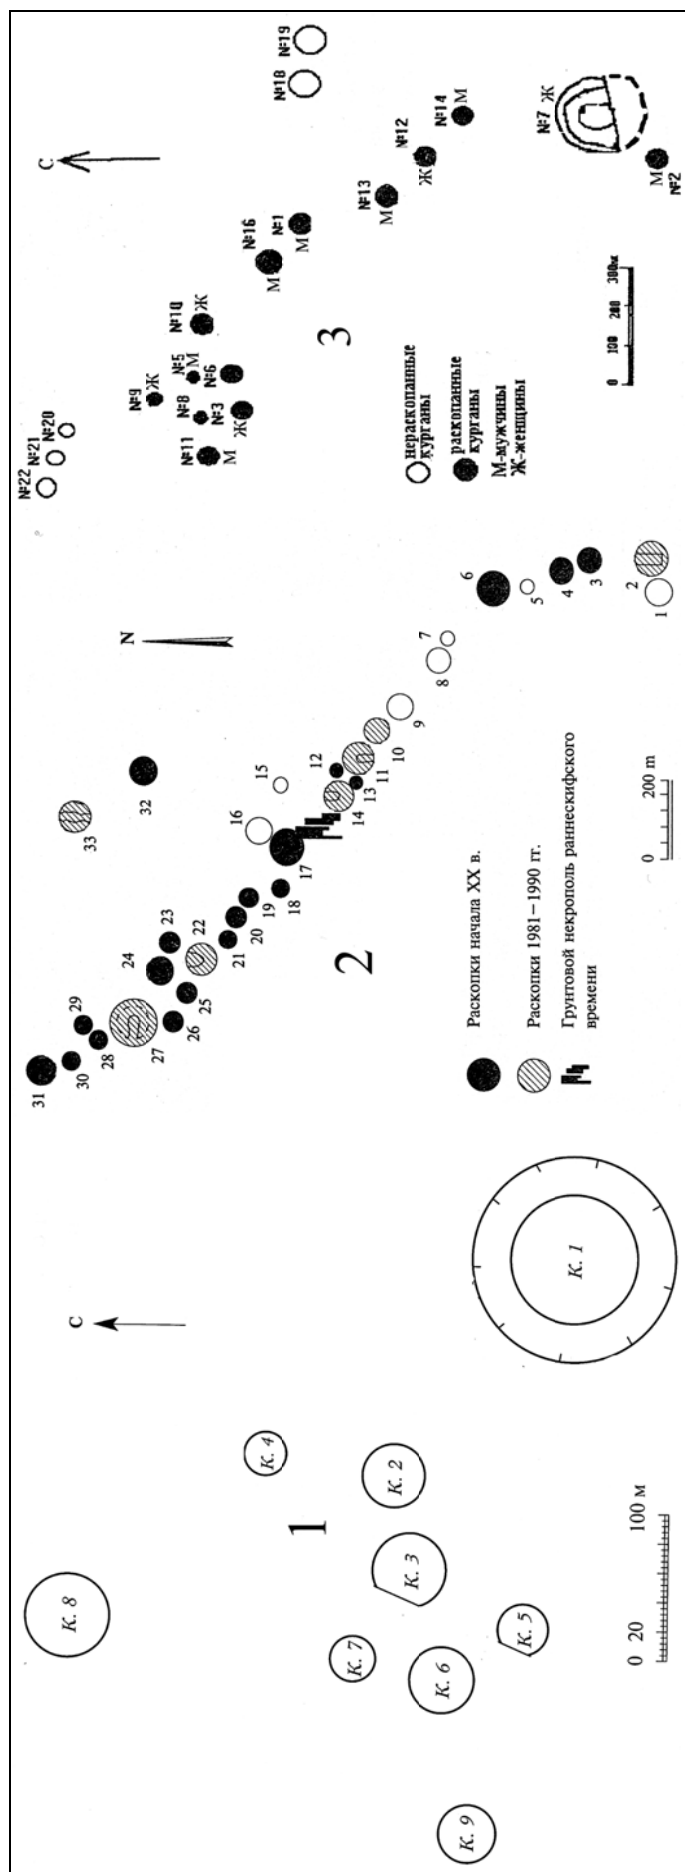 С
К. 8
К. 4
1
К. 7
К. 2
К. 3
К. 6
К. 9
К. 5
К. 1
0 20 100 м
31
30
29
28
27
26
25
24
23
22
21
20
19
18
17
16
15
14
13
12
11
10
9
8
7
6
5
4
3
2
1
33
32
N
2
Раскопки начала XX в.
Раскопки 1981–1990 гг.
Грунтовой некрополь раннескифского
времени
0 200 m
С
№22
№21
№20
№9
Ж
№11
М
№8
№3
Ж
№5
М
№6
№10
Ж
№16
М
№1
М
№18
№19
3
№13
М
№12
Ж
№14
М
№7 Ж
№2
М
нераскопанные
курганы
раскопанные
курганы
М-мужчины
Ж-женщины
0 100 200 300м